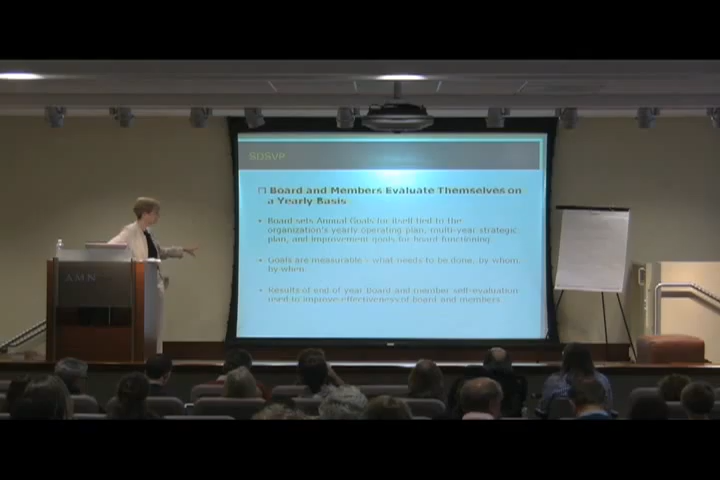 SDSVP
Board and Members Evaluate Themselves on
a Yearly Basis
• Board sets Annual Goals for itself tied to the
organization's yearly operating plan, multi-year strategic
plan, and improvement goals for board functioning.
• Goals are measurable – what needs to be done, by whom,
by when.
• Results of end of year board and member self-evaluation
used to improve effectiveness of board and members.
AMN